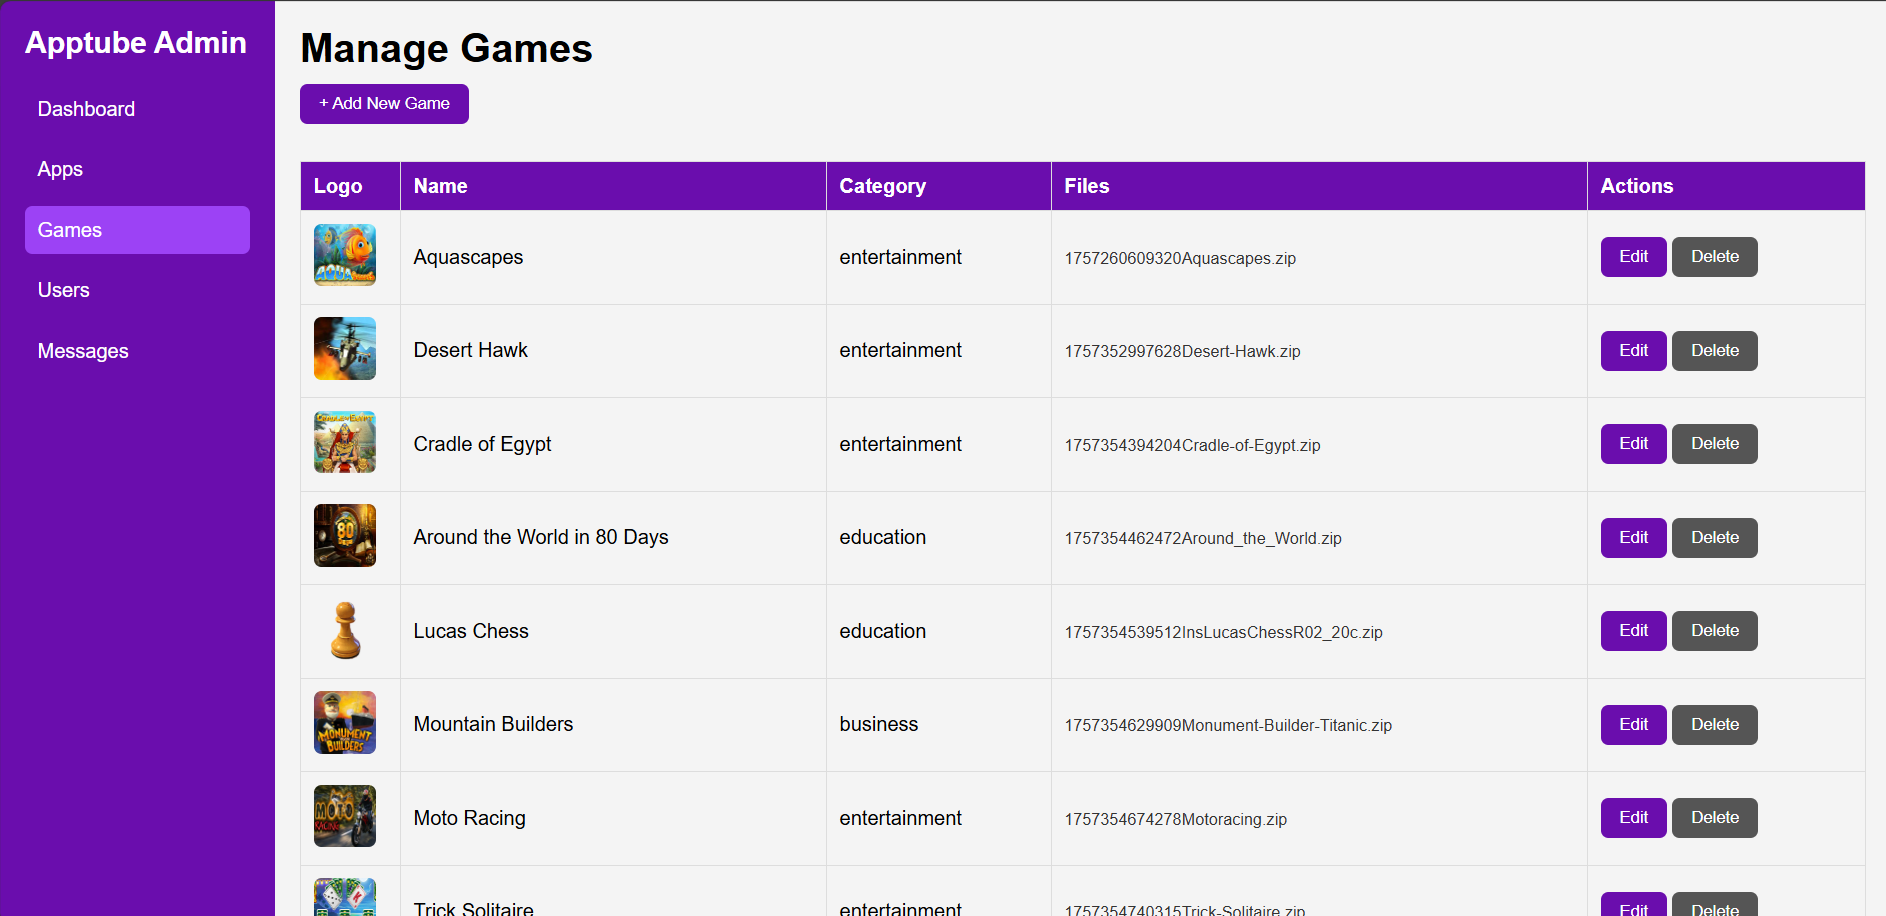 Apptube Admin
Dashboard
Apps
Games
Users
Messages
Manage Games
+ Add New Game
Logo Name Category Files Actions
AQUA Aquascapes entertainment 1757260609320Aquascapes.zip Edit Delete
Desert Hawk entertainment 1757352997628Desert-Hawk.zip Edit Delete
CRADLE OF EGYPT Cradle of Egypt entertainment 1757354394204Cradle-of-Egypt.zip Edit Delete
80 Around the World in 80 Days education 1757354462472Around_the_World.zip Edit Delete
Lucas Chess education 1757354539512InsLucasChessR02_20c.zip Edit Delete
MONUMENT BUILDERS Mountain Builders business 1757354629909Monument-Builder-Titanic.zip Edit Delete
MOTO RACING Moto Racing entertainment 1757354674278Motoracing.zip Edit Delete
K Trick Solitaire entertainment 1757354740315Trick-Solitaire.zip Edit Delete